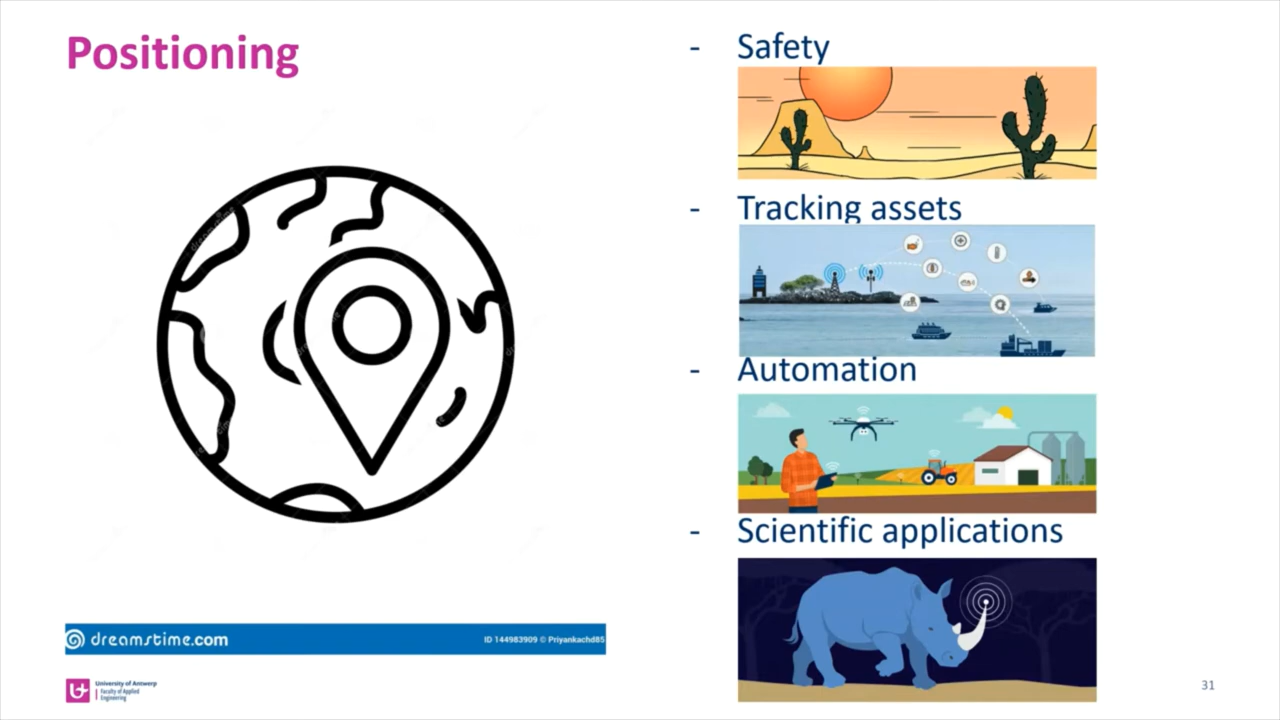 Positioning
- Safety
- Tracking assets
- Automation
- Scientific applications
dreamstime.com
ID 144983909 © Priyankachd85
University of Antwerp
Faculty of Applied
Engineering
31